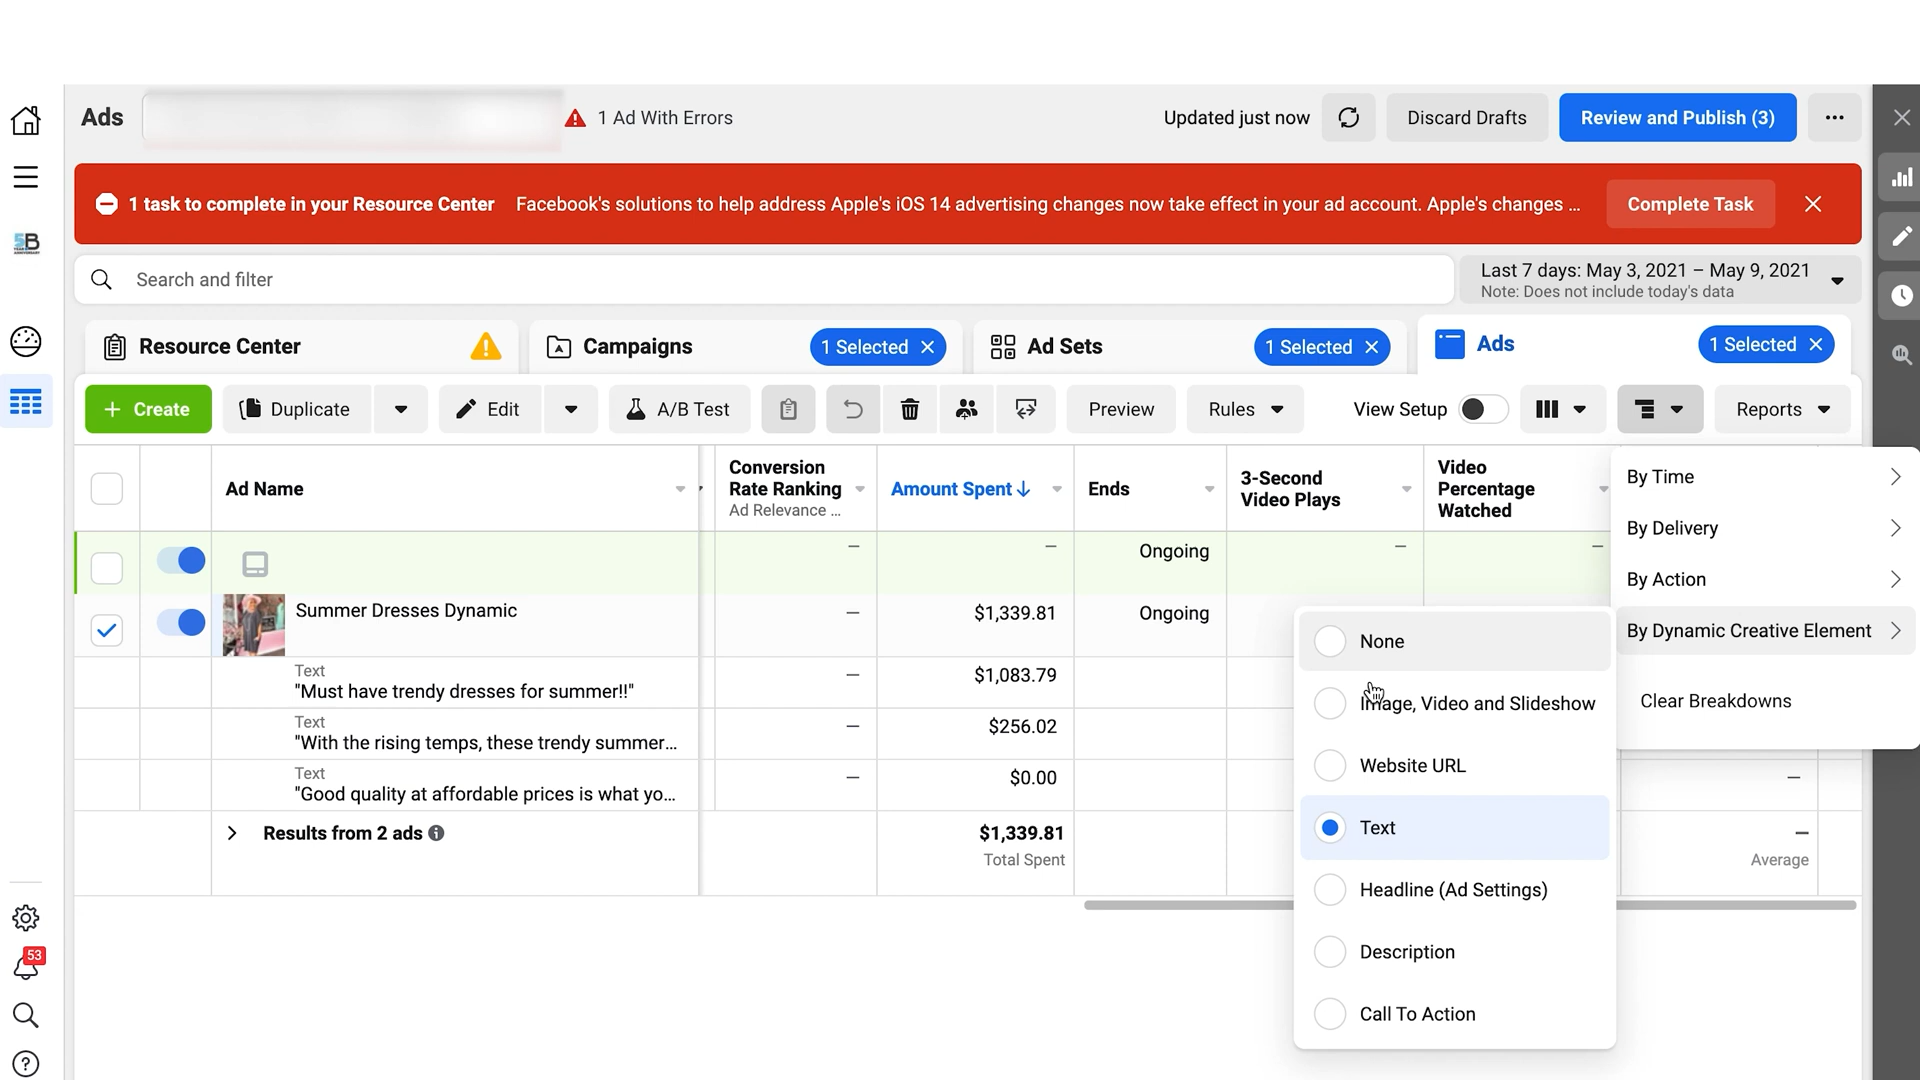 Ads
1 Ad With Errors
Updated just now
Discard Drafts
Review and Publish (3)
1 task to complete in your Resource Center
Facebook's solutions to help address Apple's iOS 14 advertising changes now take effect in your ad account. Apple's changes ...
Complete Task
Search and filter
Last 7 days: May 3, 2021 – May 9, 2021
Note: Does not include today's data
Resource Center
Campaigns
1 Selected
Ad Sets
1 Selected
Ads
1 Selected
+ Create
Duplicate
Edit
A/B Test
Preview
Rules
View Setup
Reports
Ad Name
Conversion
Rate Ranking
Ad Relevance ...
Amount Spent ↓
Ends
3-Second
Video Plays
Video
Percentage
Watched
By Time
By Delivery
By Action
By Dynamic Creative Element
Clear Breakdowns
– – Ongoing – –
Summer Dresses Dynamic
– $1,339.81 Ongoing
Text
"Must have trendy dresses for summer!!"
– $1,083.79
Text
"With the rising temps, these trendy summer...
– $256.02
Text
"Good quality at affordable prices is what yo...
– $0.00 –
Results from 2 ads
$1,339.81
Total Spent
–
Average
None
Image, Video and Slideshow
Website URL
Text
Headline (Ad Settings)
Description
Call To Action
53
5B